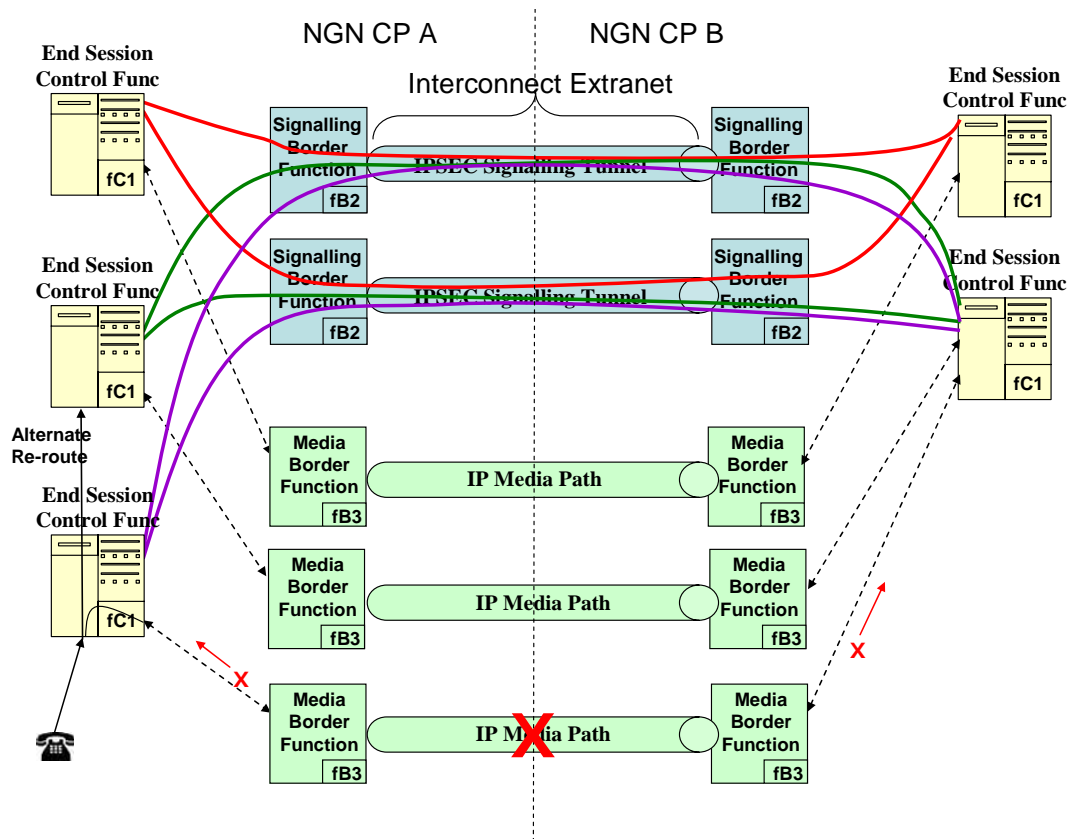 NGN CP A
NGN CP B
Interconnect Extranet
End Session
Control Func
fC1
Signalling
Border
Function
fB2
IPSEC Signalling Tunnel
Signalling
Border
Function
fB2
End Session
Control Func
fC1
End Session
Control Func
fC1
Signalling
Border
Function
fB2
IPSEC Signalling Tunnel
Signalling
Border
Function
fB2
End Session
Control Func
fC1
Alternate
Re-route
Media
Border
Function
fB3
IP Media Path
Media
Border
Function
fB3
End Session
Control Func
fC1
Media
Border
Function
fB3
IP Media Path
Media
Border
Function
fB3
X
X
Media
Border
Function
fB3
IP Media Path
X
Media
Border
Function
fB3